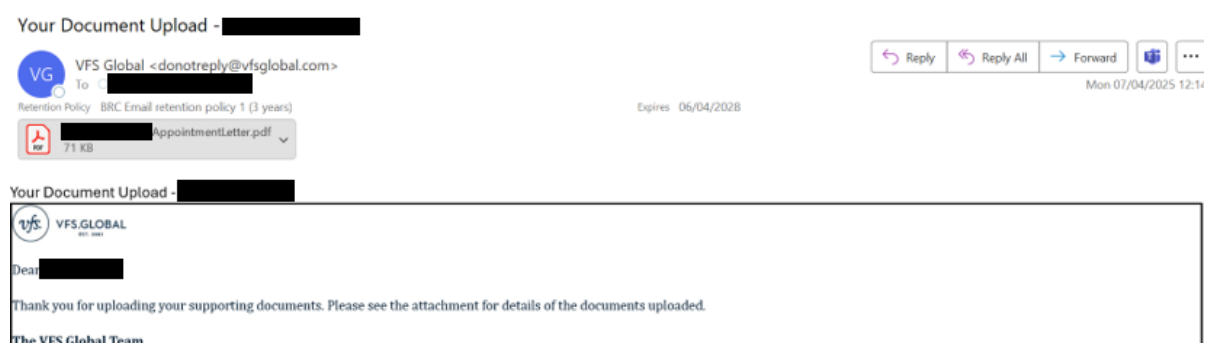 Your Document Upload -
VG
VFS Global <donotreply@vfsglobal.com>
To
Reply
Reply All
Forward
Mon 07/04/2025 12:14
Retention Policy BRC Email retention policy 1 (3 years) Expires 06/04/2028
AppointmentLetter.pdf
PDF
71 KB
Your Document Upload -
vfs. VFS.GLOBAL
Dear
Thank you for uploading your supporting documents. Please see the attachment for details of the documents uploaded.
The VFS Global Team